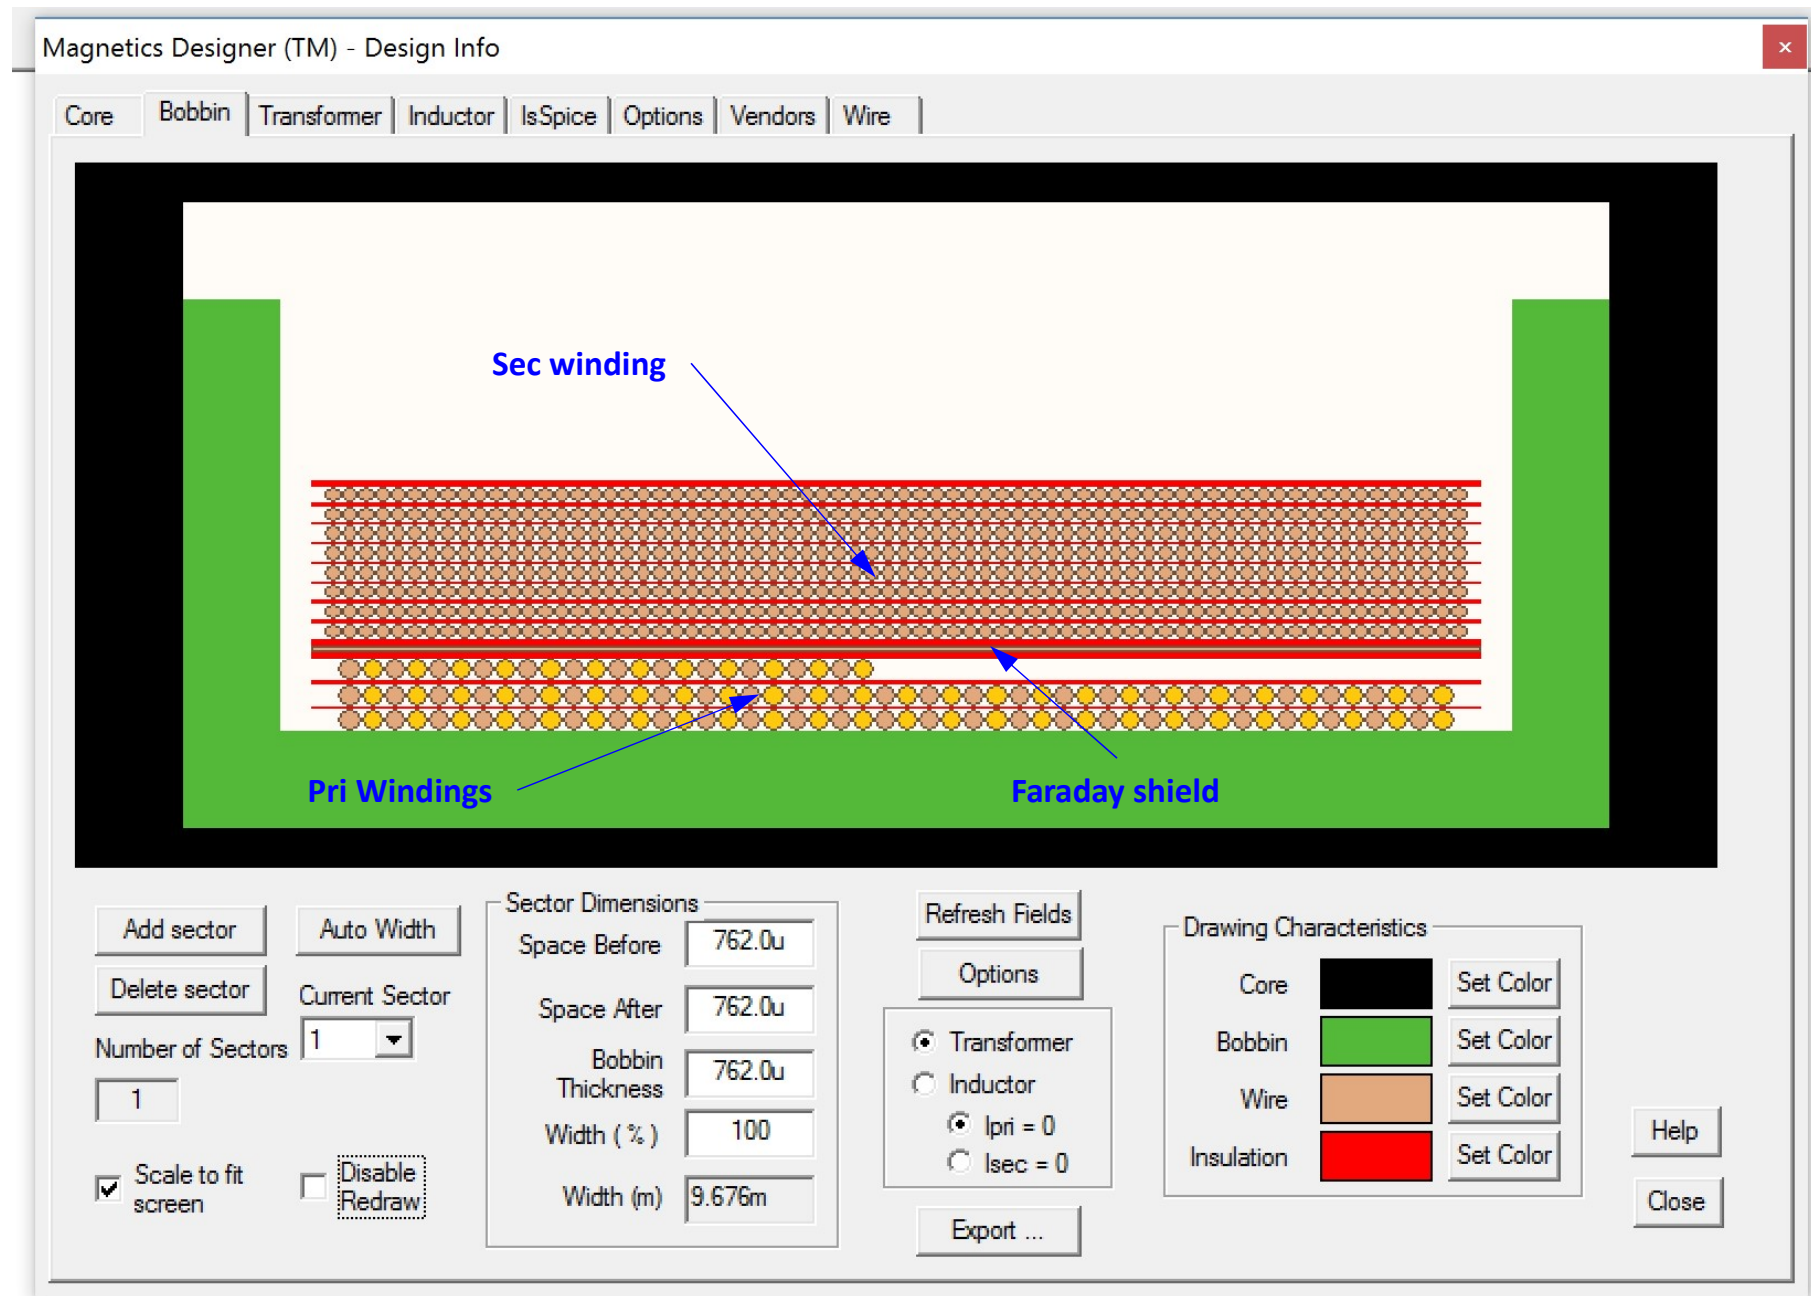 Magnetics Designer (TM) - Design Info
×
Core Bobbin Transformer Inductor IsSpice Options Vendors Wire
Sec winding
Pri Windings
Faraday shield
Add sector
Auto Width
Delete sector
Current Sector
1
Number of Sectors
1
Scale to fit
screen
Disable
Redraw
Sector Dimensions
Space Before 762.0u
Space After 762.0u
Bobbin
Thickness 762.0u
Width ( % ) 100
Width (m) 9.676m
Refresh Fields
Options
Transformer
Inductor
Ipri = 0
Isec = 0
Export ...
Drawing Characteristics
Core Set Color
Bobbin Set Color
Wire Set Color
Insulation Set Color
Help
Close